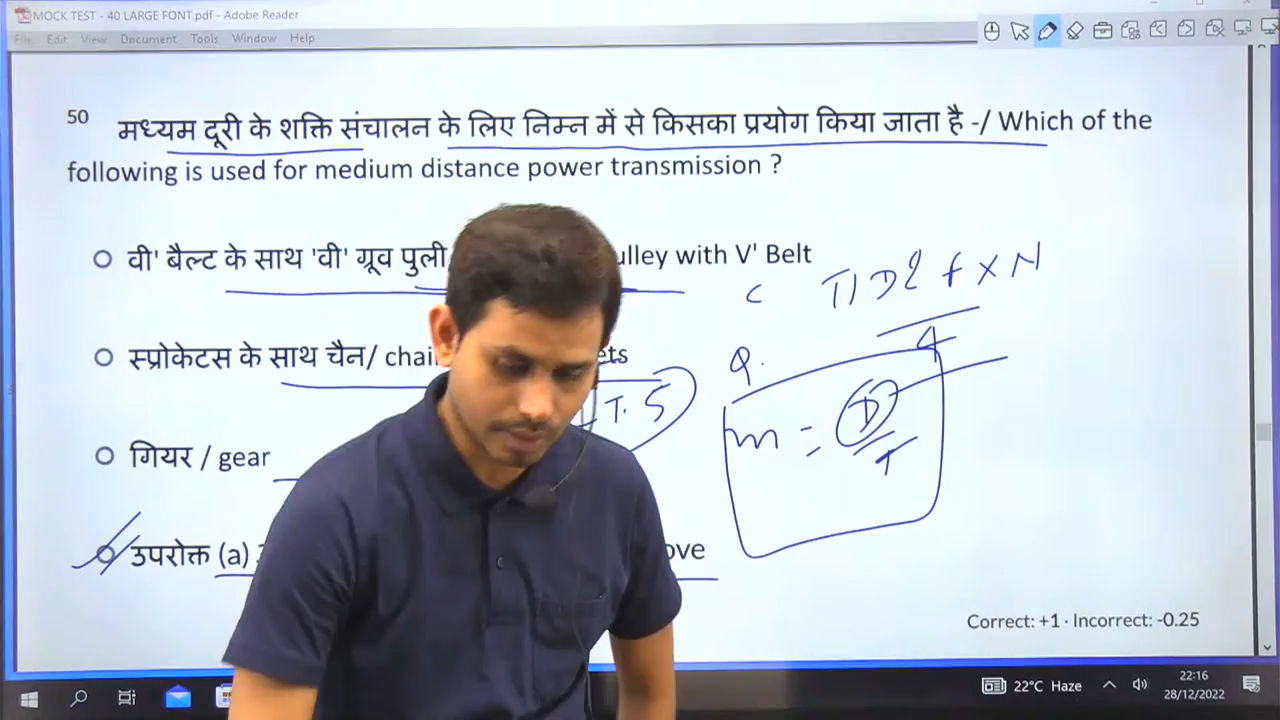 MOCK TEST - 40 LARGE FONT.pdf - Adobe Reader
File Edit View Document Tools Window Help
50
मध्यम दूरी के शक्ति संचालन के लिए निम्न में से किसका प्रयोग किया जाता है -/ Which of the
following is used for medium distance power transmission ?
वी' बैल्ट के साथ 'वी' ग्रूव पुली ulley with V' Belt
स्प्रोकेटस के साथ चैन/ chai ets
T. S
गियर / gear
उपरोक्त (a) ove
C
Q.
4
m = D
T
Correct: +1 · Incorrect: -0.25
22°C Haze
22:16
28/12/2022